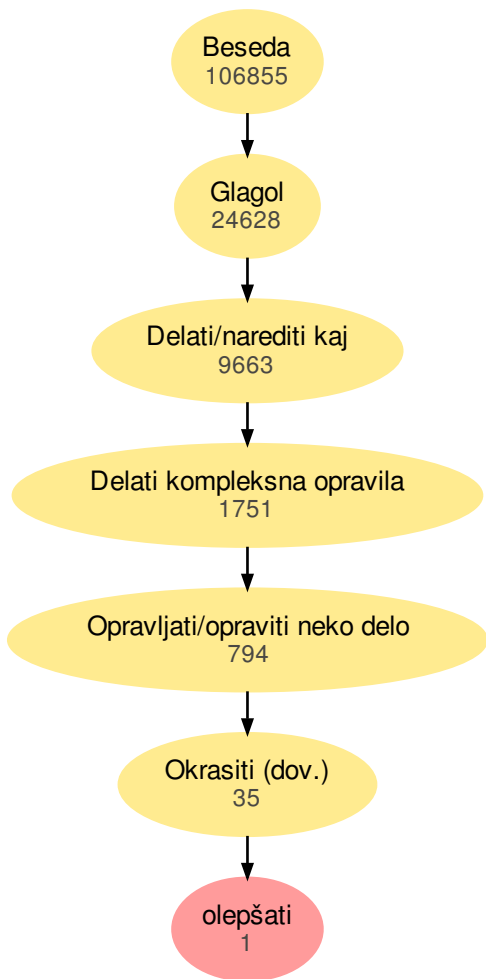 Beseda
106855
Glagol
24628
Delati/narediti kaj
9663
Delati kompleksna opravila
1751
Opravljati/opraviti neko delo
794
Okrasiti (dov.)
35
olepšati
1